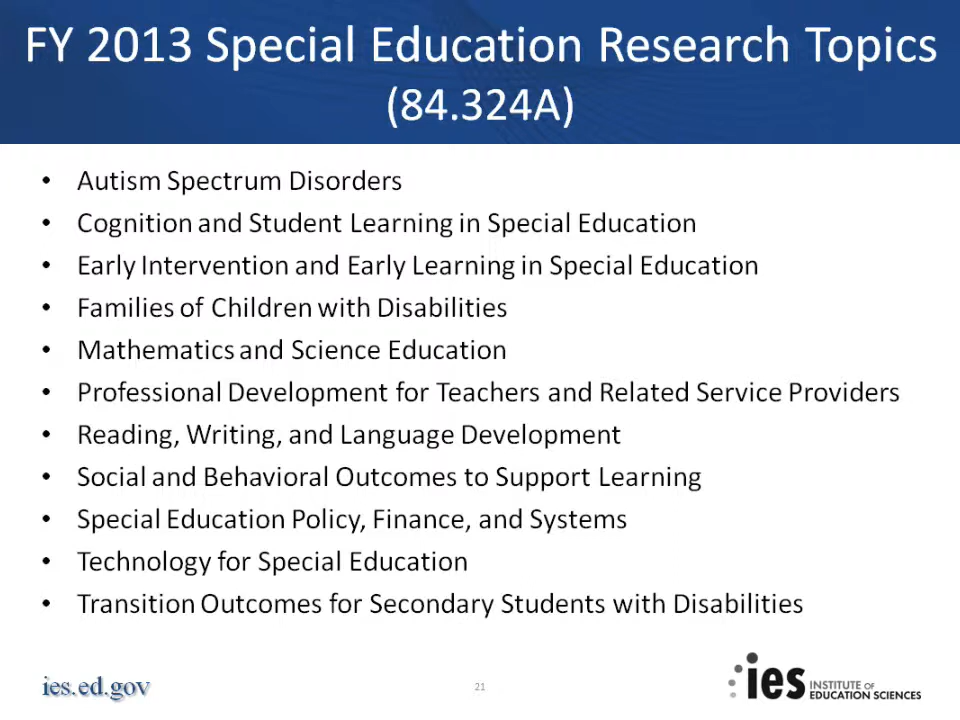 FY 2013 Special Education Research Topics
(84.324A)
• Autism Spectrum Disorders
• Cognition and Student Learning in Special Education
• Early Intervention and Early Learning in Special Education
• Families of Children with Disabilities
• Mathematics and Science Education
• Professional Development for Teachers and Related Service Providers
• Reading, Writing, and Language Development
• Social and Behavioral Outcomes to Support Learning
• Special Education Policy, Finance, and Systems
• Technology for Special Education
• Transition Outcomes for Secondary Students with Disabilities
ies.ed.gov
21
ies
INSTITUTE OF
EDUCATION SCIENCES